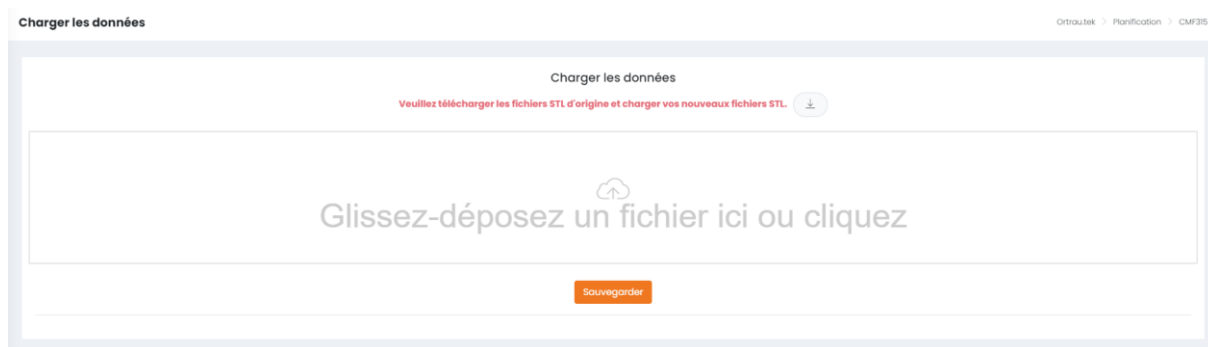 Charger les données
Ortrau.tek > Planification > CMF315
Charger les données
Veuillez télécharger les fichiers STL d'origine et charger vos nouveaux fichiers STL.
Glissez-déposez un fichier ici ou cliquez
Sauvegarder